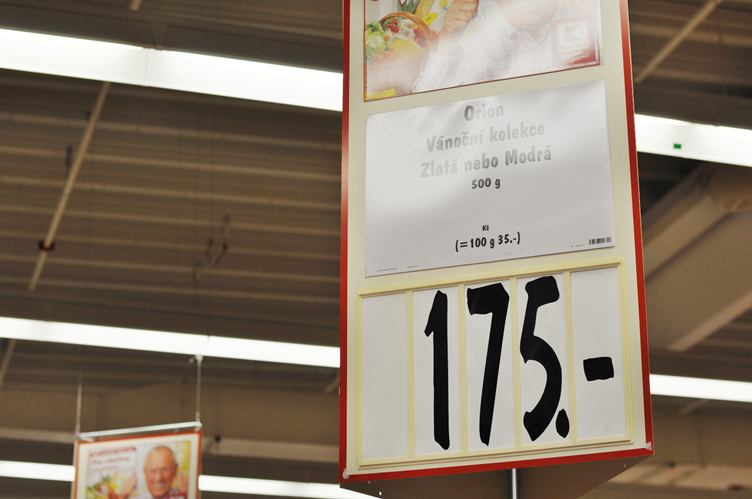 Orion
Vánoční kolekce
Zlatá nebo Modrá
500 g
Kč
(=100 g 35.-)
175.-